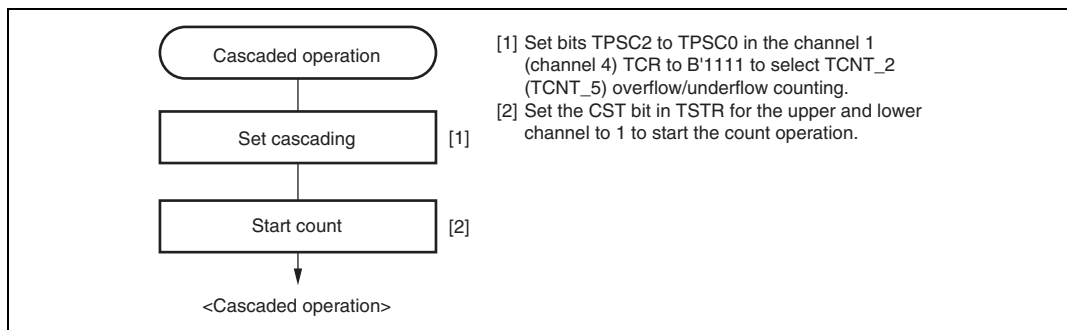 Cascaded operation
[1] Set bits TPSC2 to TPSC0 in the channel 1
(channel 4) TCR to B'1111 to select TCNT_2
(TCNT_5) overflow/underflow counting.
[2] Set the CST bit in TSTR for the upper and lower
channel to 1 to start the count operation.
Set cascading
[1]
Start count
[2]
<Cascaded operation>